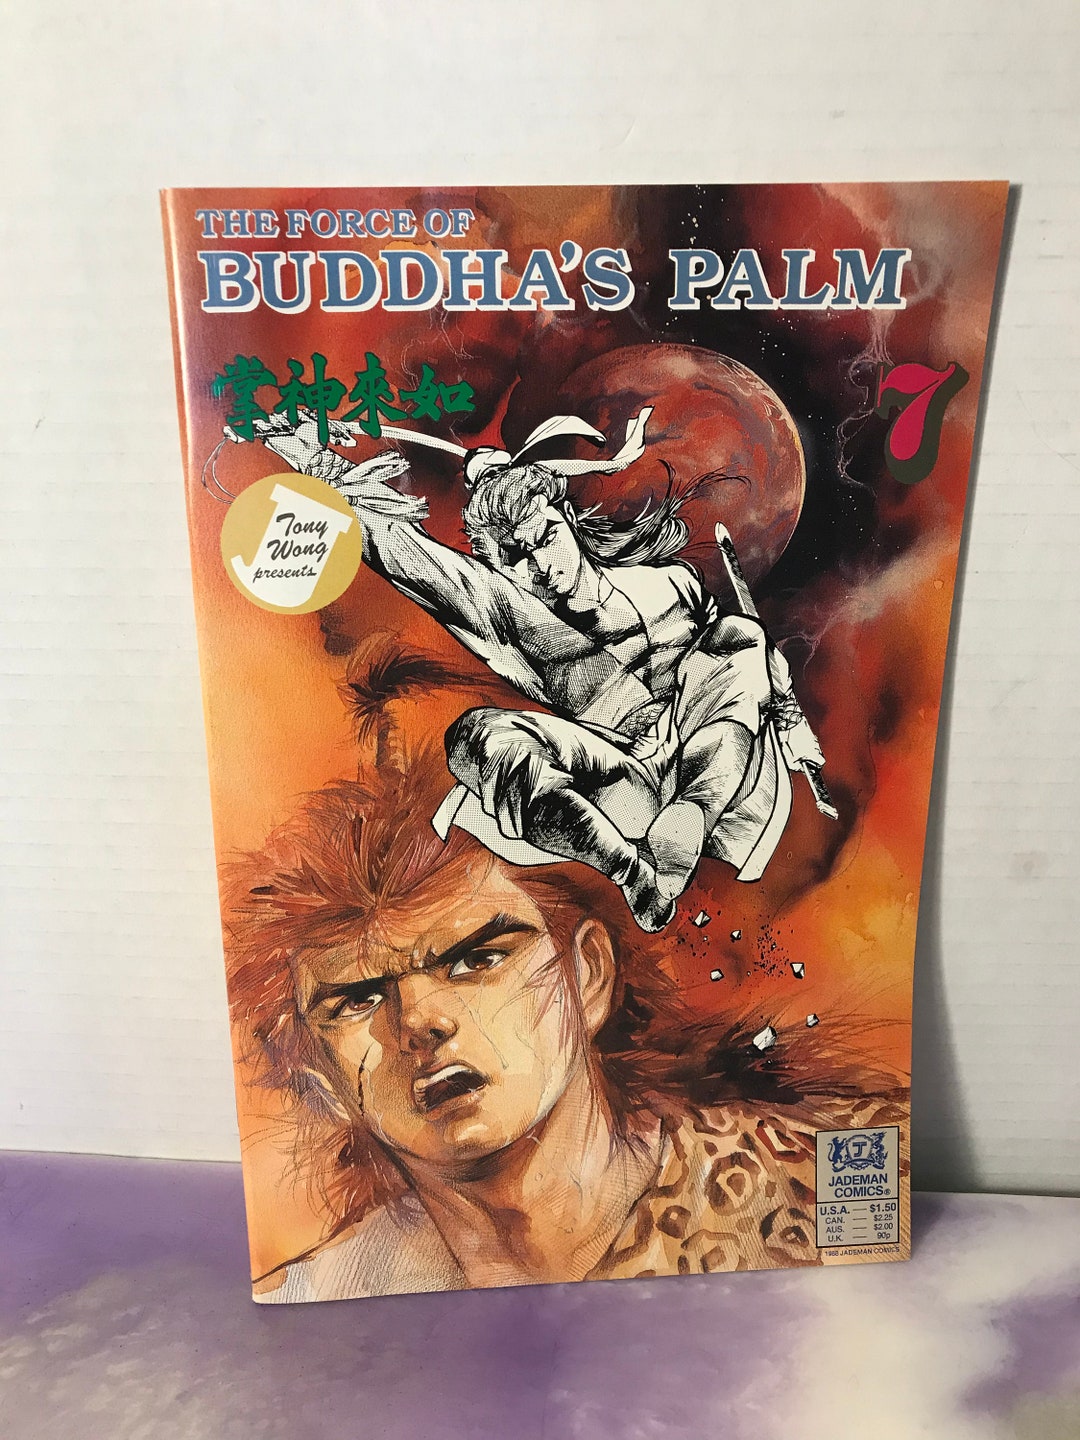 THE FORCE OF
BUDDHA'S PALM
掌神來如
7
J
Tony
Wong
presents
J
JADEMAN
COMICS®
U.S.A. — $1.50
CAN. — $2.25
AUS. — $2.00
U.K. — 90p
1988 JADEMAN COMICS